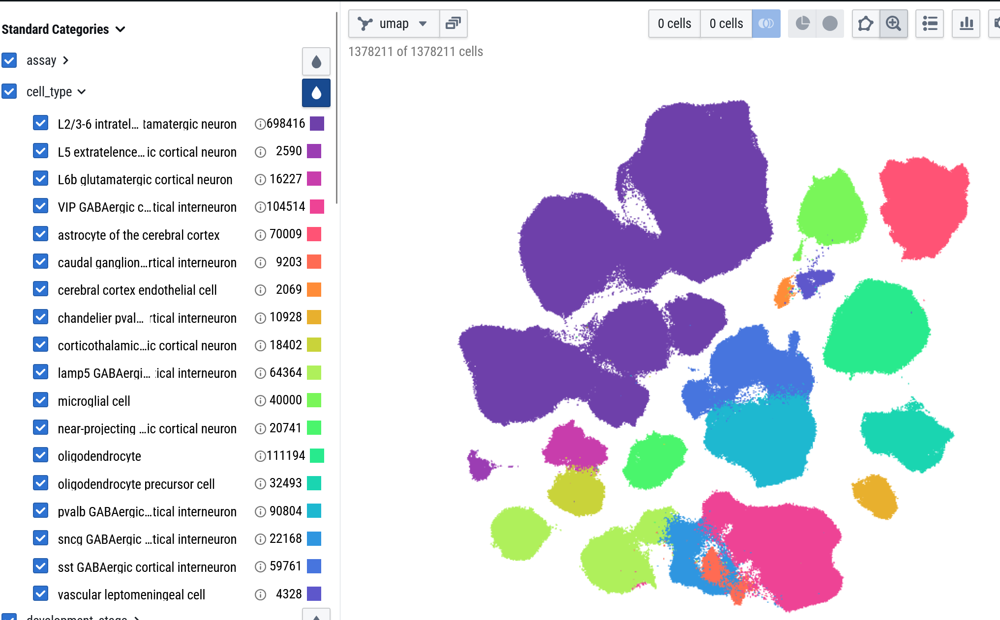 Standard Categories
umap
0 cells
0 cells
1378211 of 1378211 cells
assay
cell_type
L2/3-6 intratel… tamatergic neuron 698416
L5 extratelence…ic cortical neuron 2590
L6b glutamatergic cortical neuron 16227
VIP GABAergic c…tical interneuron 104514
astrocyte of the cerebral cortex 70009
caudal ganglion…rtical interneuron 9203
cerebral cortex endothelial cell 2069
chandelier pval… rtical interneuron 10928
corticothalamic…ic cortical neuron 18402
lamp5 GABAergi… ical interneuron 64364
microglial cell 40000
near-projecting …ic cortical neuron 20741
oligodendrocyte 111194
oligodendrocyte precursor cell 32493
pvalb GABAergic…tical interneuron 90804
sncg GABAergic …tical interneuron 22168
sst GABAergic cortical interneuron 59761
vascular leptomeningeal cell 4328
development_stage